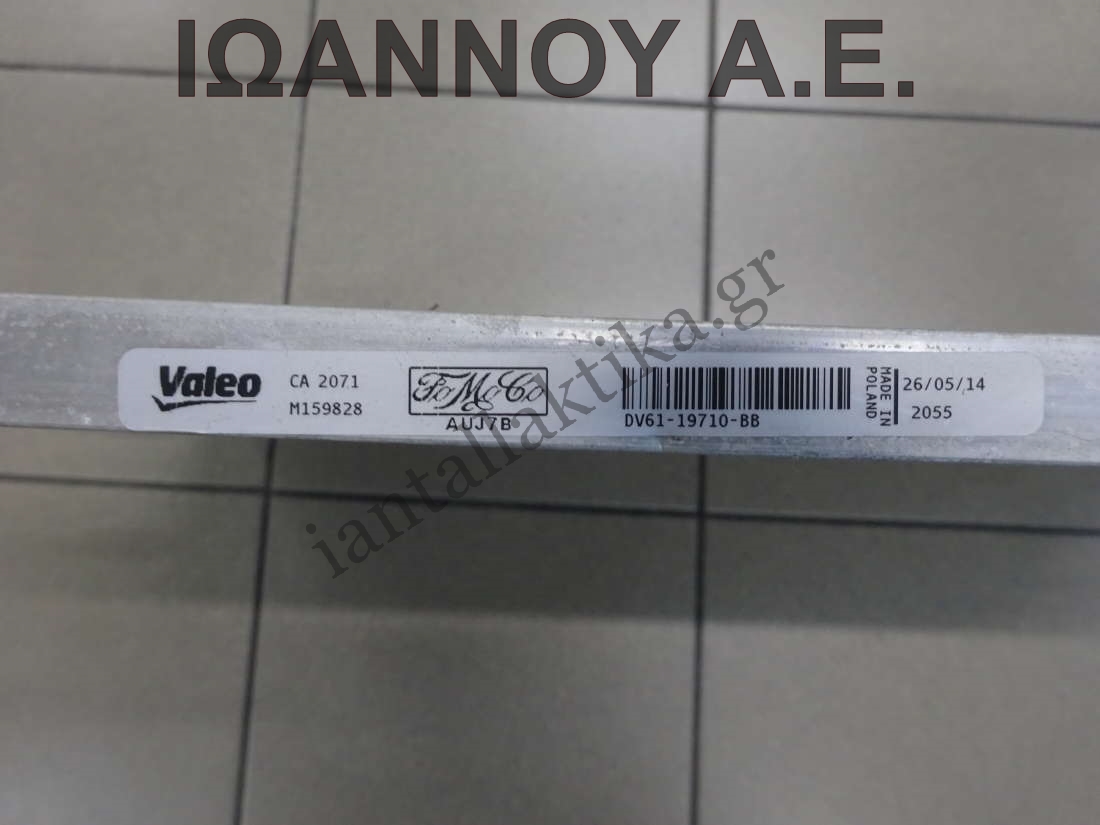 ΙΩΑΝΝΟΥ Α.Ε.
iantallaktika.gr
Valeo
CA 2071
M159828
FoMoCo
AUJ7B
DV61-19710-BB
MADE IN
POLAND
26/05/14
2055